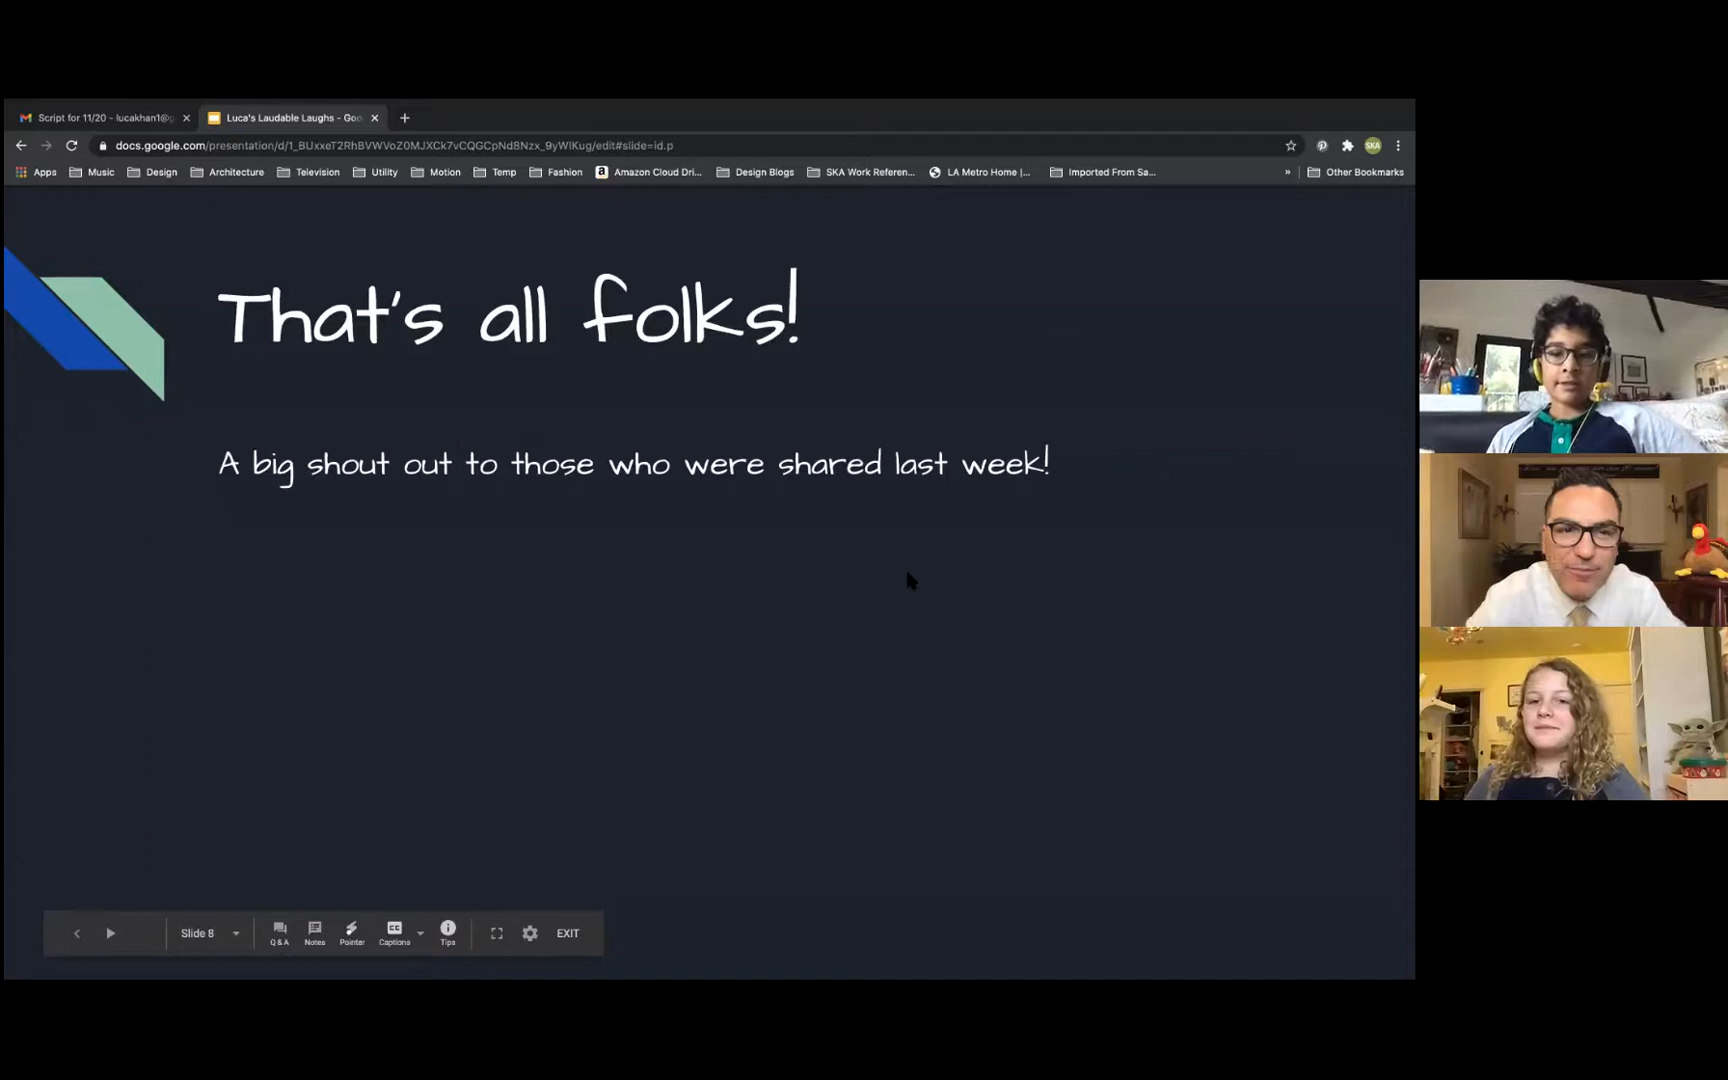 Script for 11/20 - lucakhan1@g
Luca's Laudable Laughs - Goo
docs.google.com/presentation/d/1_BUxxeT2RhBVWVoZ0MJXCk7vCQGCpNd8Nzx_9yWIKug/edit#slide=id.p
SKA
Apps Music Design Architecture Television Utility Motion Temp Fashion Amazon Cloud Dri... Design Blogs SKA Work Referen... LA Metro Home |... Imported From Sa... » Other Bookmarks
That's all folks!
A big shout out to those who were shared last week!
Slide 8 Q & A Notes Pointer Captions Tips EXIT